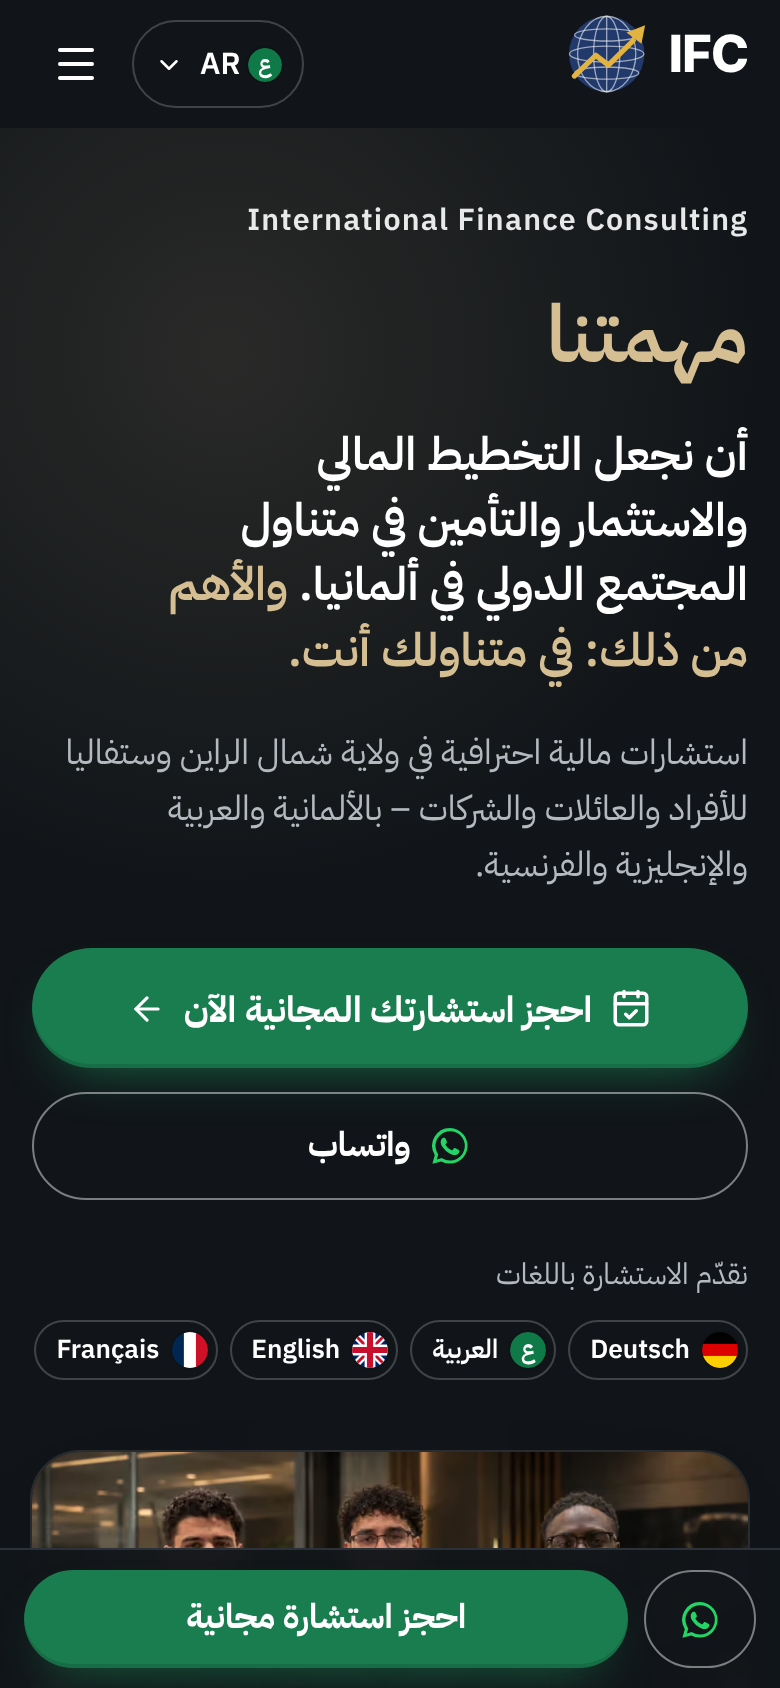 IFC
ع AR
International Finance Consulting
مهمتنا
أن نجعل التخطيط المالي
والاستثمار والتأمين في متناول
المجتمع الدولي في ألمانيا. والأهم
من ذلك: في متناولك أنت.
استشارات مالية احترافية في ولاية شمال الراين وستفاليا
للأفراد والعائلات والشركات – بالألمانية والعربية
والإنجليزية والفرنسية.
احجز استشارتك المجانية الآن
واتساب
نقدّم الاستشارة باللغات
Deutsch
ع العربية
English
Français
احجز استشارة مجانية